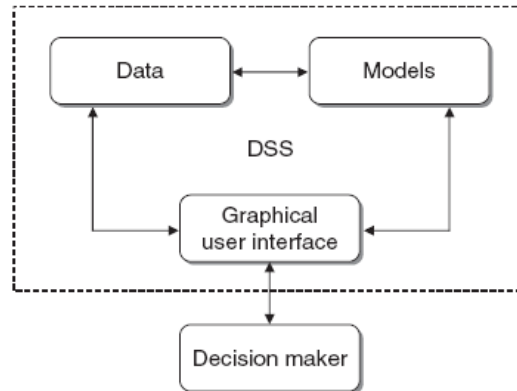 Data
Models
DSS
Graphical
user interface
Decision maker